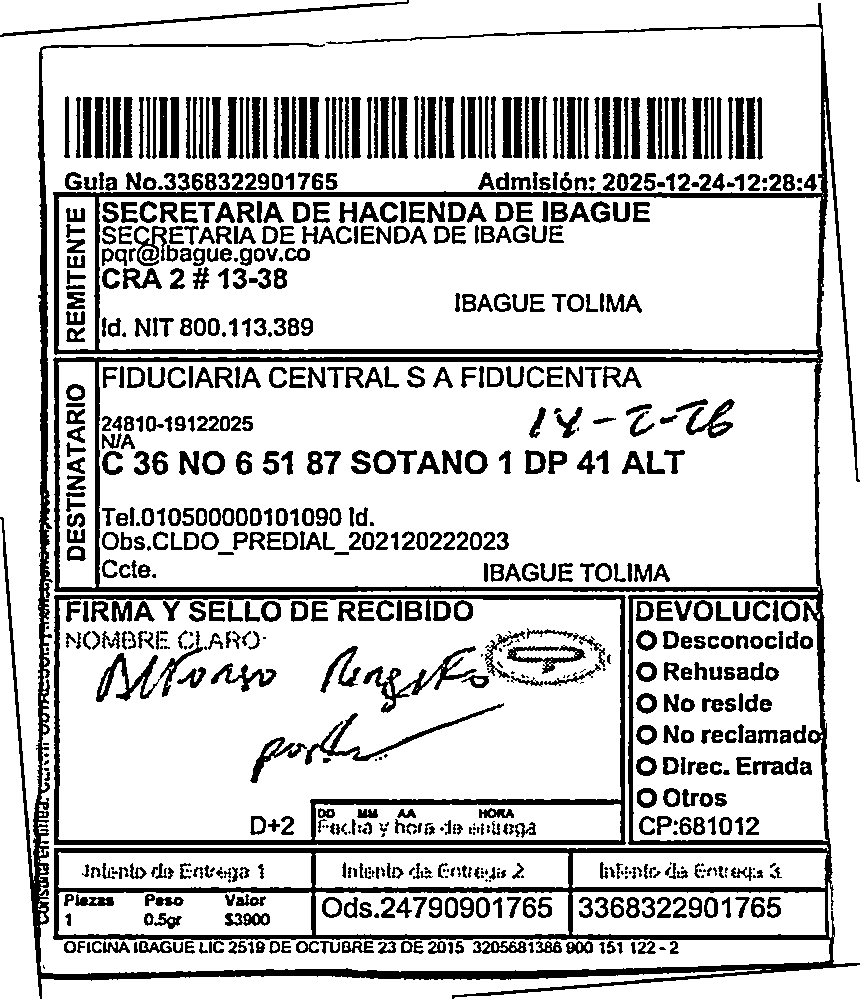 Guia No.3368322901765 Admisión: 2025-12-24-12:28:47
REMITENTE
SECRETARIA DE HACIENDA DE IBAGUE
SECRETARIA DE HACIENDA DE IBAGUE
pqr@ibague.gov.co
CRA 2 # 13-38
IBAGUE TOLIMA
Id. NIT 800.113.389
DESTINATARIO
FIDUCIARIA CENTRAL S A FIDUCENTRA
24810-19122025
14-2-26
N/A
C 36 NO 6 51 87 SOTANO 1 DP 41 ALT
Tel.010500000101090 Id.
Obs.CLDO_PREDIAL_202120222023
Ccte. IBAGUE TOLIMA
FIRMA Y SELLO DE RECIBIDO
NOMBRE CLARO:
Alfonso
D+2
DD MM AA HORA
Fecha y hora de entrega
DEVOLUCION
O Desconocido
O Rehusado
O No reside
O No reclamado
O Direc. Errada
O Otros
CP:681012
Intento de Entrega 1 Intento de Entrega 2 Intento de Entrega 3
Piezas Peso Valor
1 0.5gr $3900
Ods.24790901765 3368322901765
OFICINA IBAGUE LIC 2519 DE OCTUBRE 23 DE 2015 3205681386 900 151 122 - 2